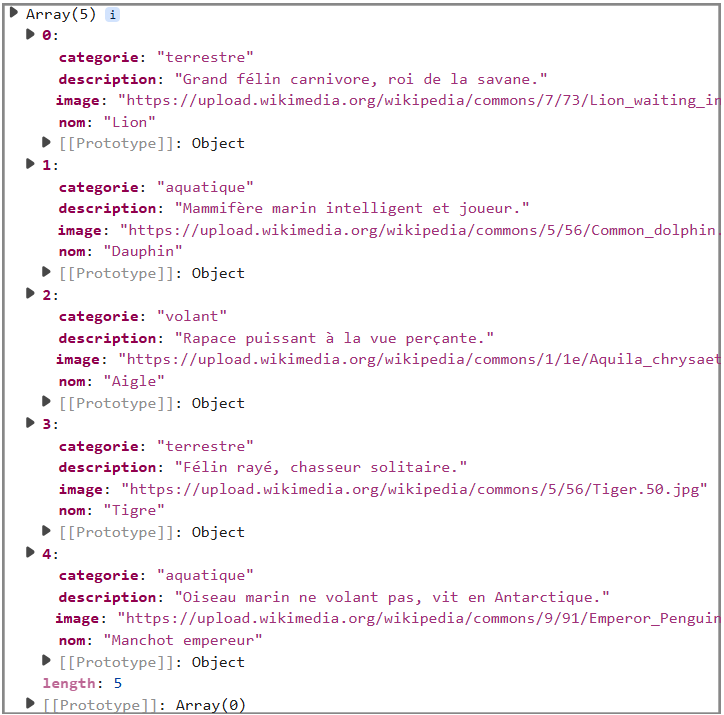 Array(5) i
0:
categorie: "terrestre"
description: "Grand félin carnivore, roi de la savane."
image: "https://upload.wikimedia.org/wikipedia/commons/7/73/Lion_waiting_in
nom: "Lion"
[[Prototype]]: Object
1:
categorie: "aquatique"
description: "Mammifère marin intelligent et joueur."
image: "https://upload.wikimedia.org/wikipedia/commons/5/56/Common_dolphin.
nom: "Dauphin"
[[Prototype]]: Object
2:
categorie: "volant"
description: "Rapace puissant à la vue perçante."
image: "https://upload.wikimedia.org/wikipedia/commons/1/1e/Aquila_chrysaet
nom: "Aigle"
[[Prototype]]: Object
3:
categorie: "terrestre"
description: "Félin rayé, chasseur solitaire."
image: "https://upload.wikimedia.org/wikipedia/commons/5/56/Tiger.50.jpg"
nom: "Tigre"
[[Prototype]]: Object
4:
categorie: "aquatique"
description: "Oiseau marin ne volant pas, vit en Antarctique."
image: "https://upload.wikimedia.org/wikipedia/commons/9/91/Emperor_Penguin
nom: "Manchot empereur"
[[Prototype]]: Object
length: 5
[[Prototype]]: Array(0)